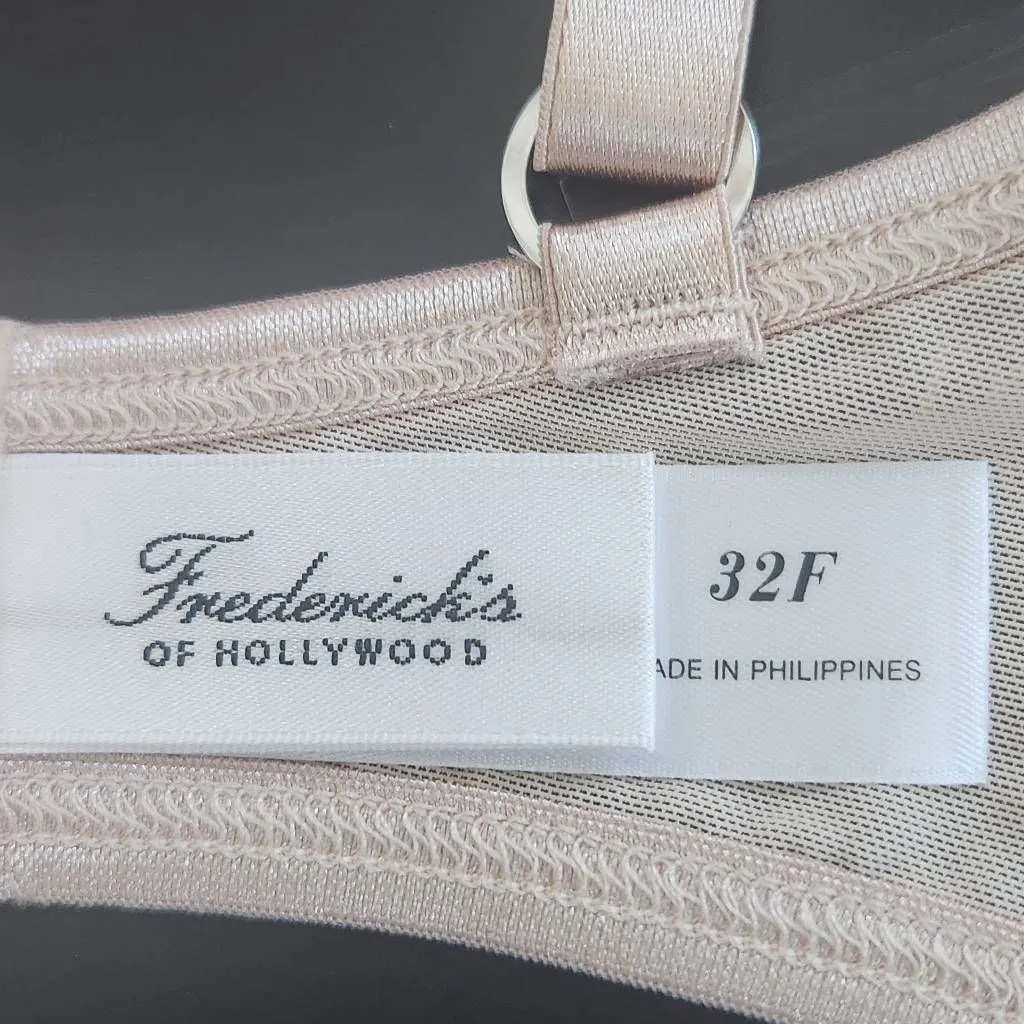 Frederick's
OF HOLLYWOOD
32F
ADE IN PHILIPPINES